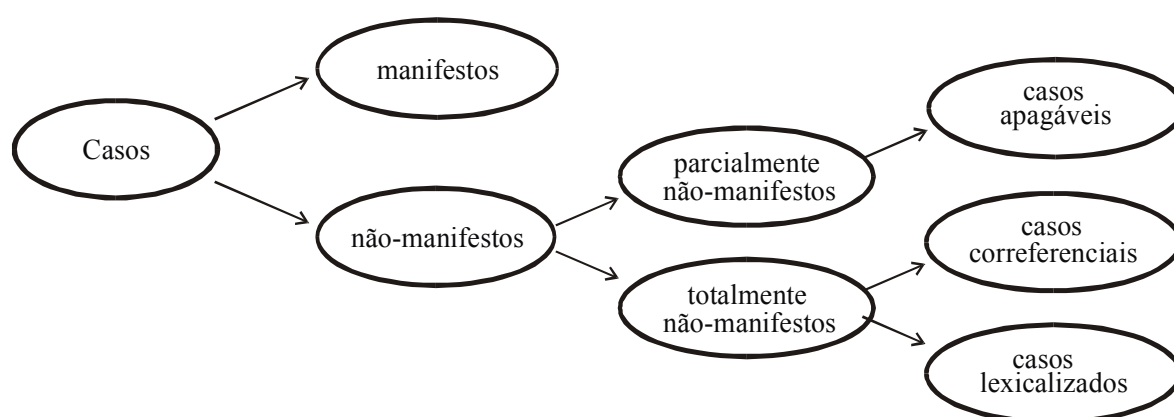 Casos
manifestos
não-manifestos
parcialmente
não-manifestos
totalmente
não-manifestos
casos
apagáveis
casos
correferenciais
casos
lexicalizados